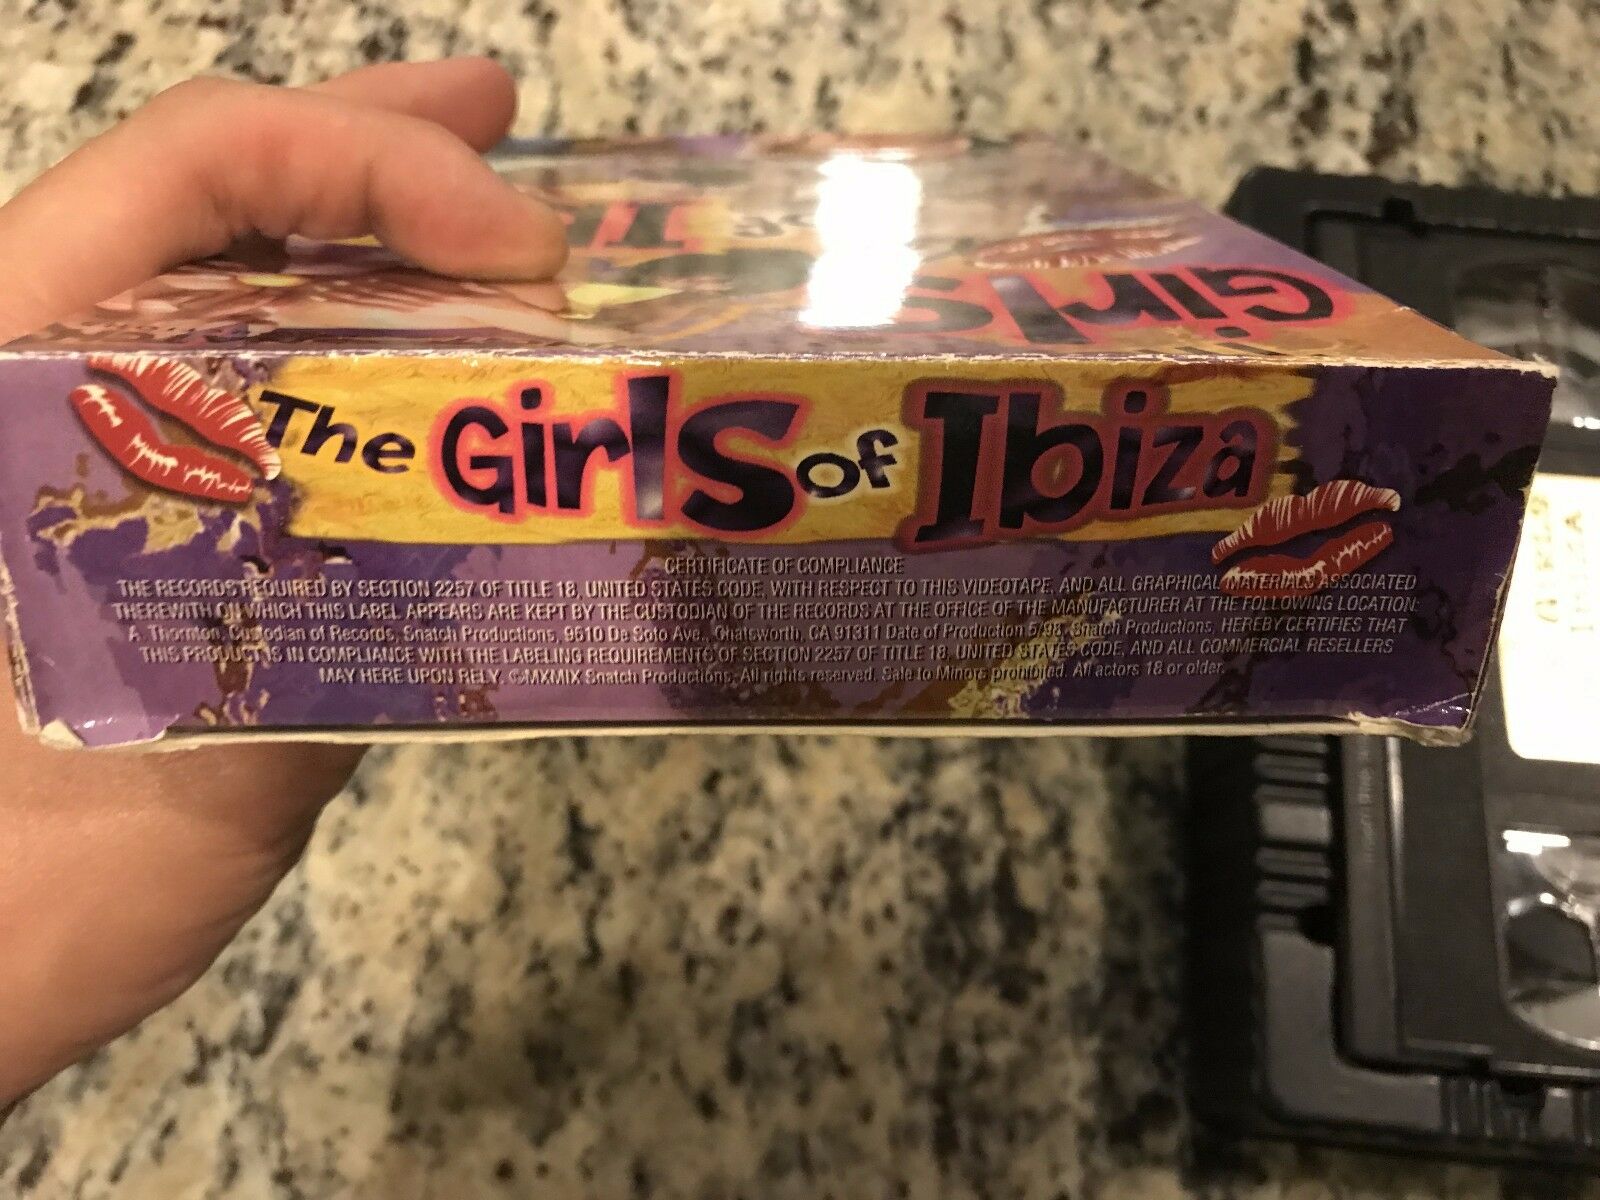 Girls
The Girls of Ibiza
CERTIFICATE OF COMPLIANCE
THE RECORDS REQUIRED BY SECTION 2257 OF TITLE 18, UNITED STATES CODE, WITH RESPECT TO THIS VIDEOTAPE, AND ALL GRAPHICAL MATERIALS ASSOCIATED
THEREWITH ON WHICH THIS LABEL APPEARS ARE KEPT BY THE CUSTODIAN OF THE RECORDS AT THE OFFICE OF THE MANUFACTURER AT THE FOLLOWING LOCATION:
A. Thornton, Custodian of Records, Snatch Productions, 9610 De Soto Ave., Chatsworth, CA 91311 Date of Production 5/98. Snatch Productions, HEREBY CERTIFIES THAT
THIS PRODUCT IS IN COMPLIANCE WITH THE LABELING REQUIREMENTS OF SECTION 2257 OF TITLE 18, UNITED STATES CODE, AND ALL COMMERCIAL RESELLERS
MAY HERE UPON RELY. ©MXMIX Snatch Productions, All rights reserved. Sale to Minors prohibited. All actors 18 or older.